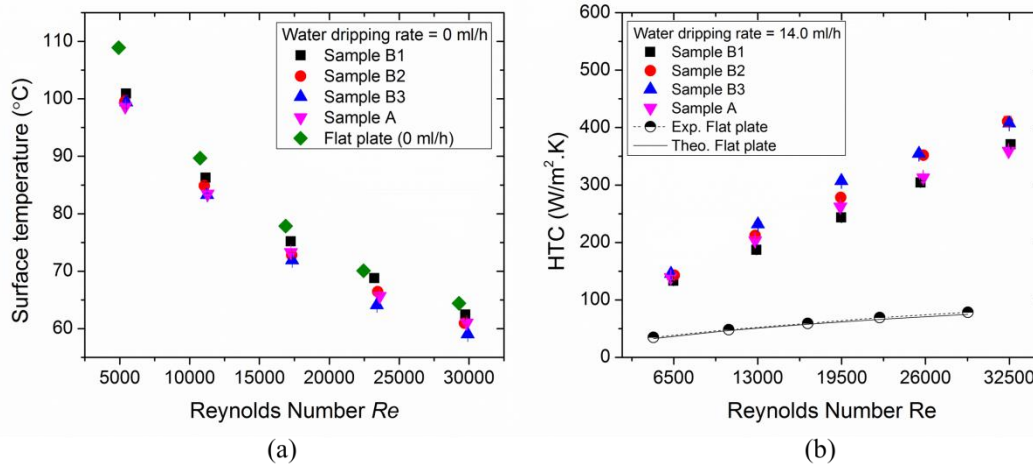 110
100
90
80
70
60
Surface temperature (°C)
Water dripping rate = 0 ml/h
Sample B1
Sample B2
Sample B3
Sample A
Flat plate (0 ml/h)
5000 10000 15000 20000 25000 30000
Reynolds Number Re
(a)
600
500
400
300
200
100
0
HTC (W/m².K)
Water dripping rate = 14.0 ml/h
Sample B1
Sample B2
Sample B3
Sample A
Exp. Flat plate
Theo. Flat plate
6500 13000 19500 26000 32500
Reynolds Number Re
(b)